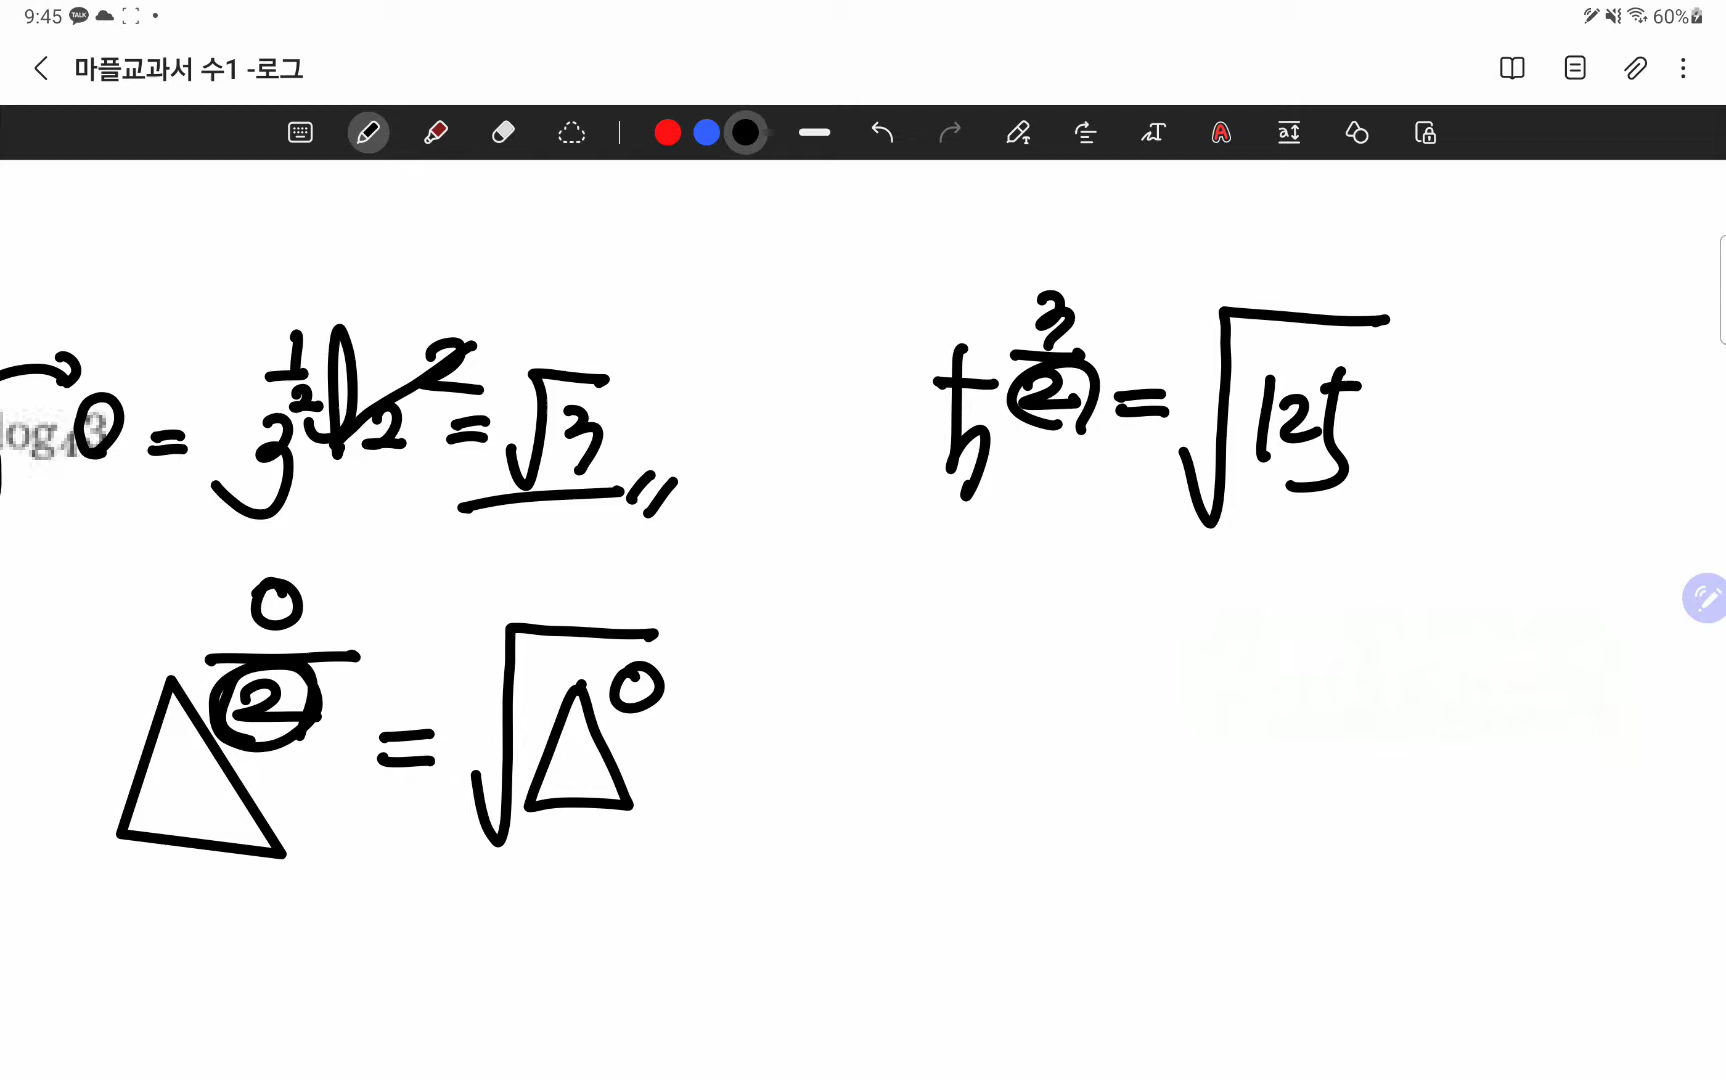 9:45 TALK 60%
마플교과서 수1 -로그
log₄3 = 3^(1/2) = √3
5^(3/2) = √125
△^(○/2) = √(△^○)